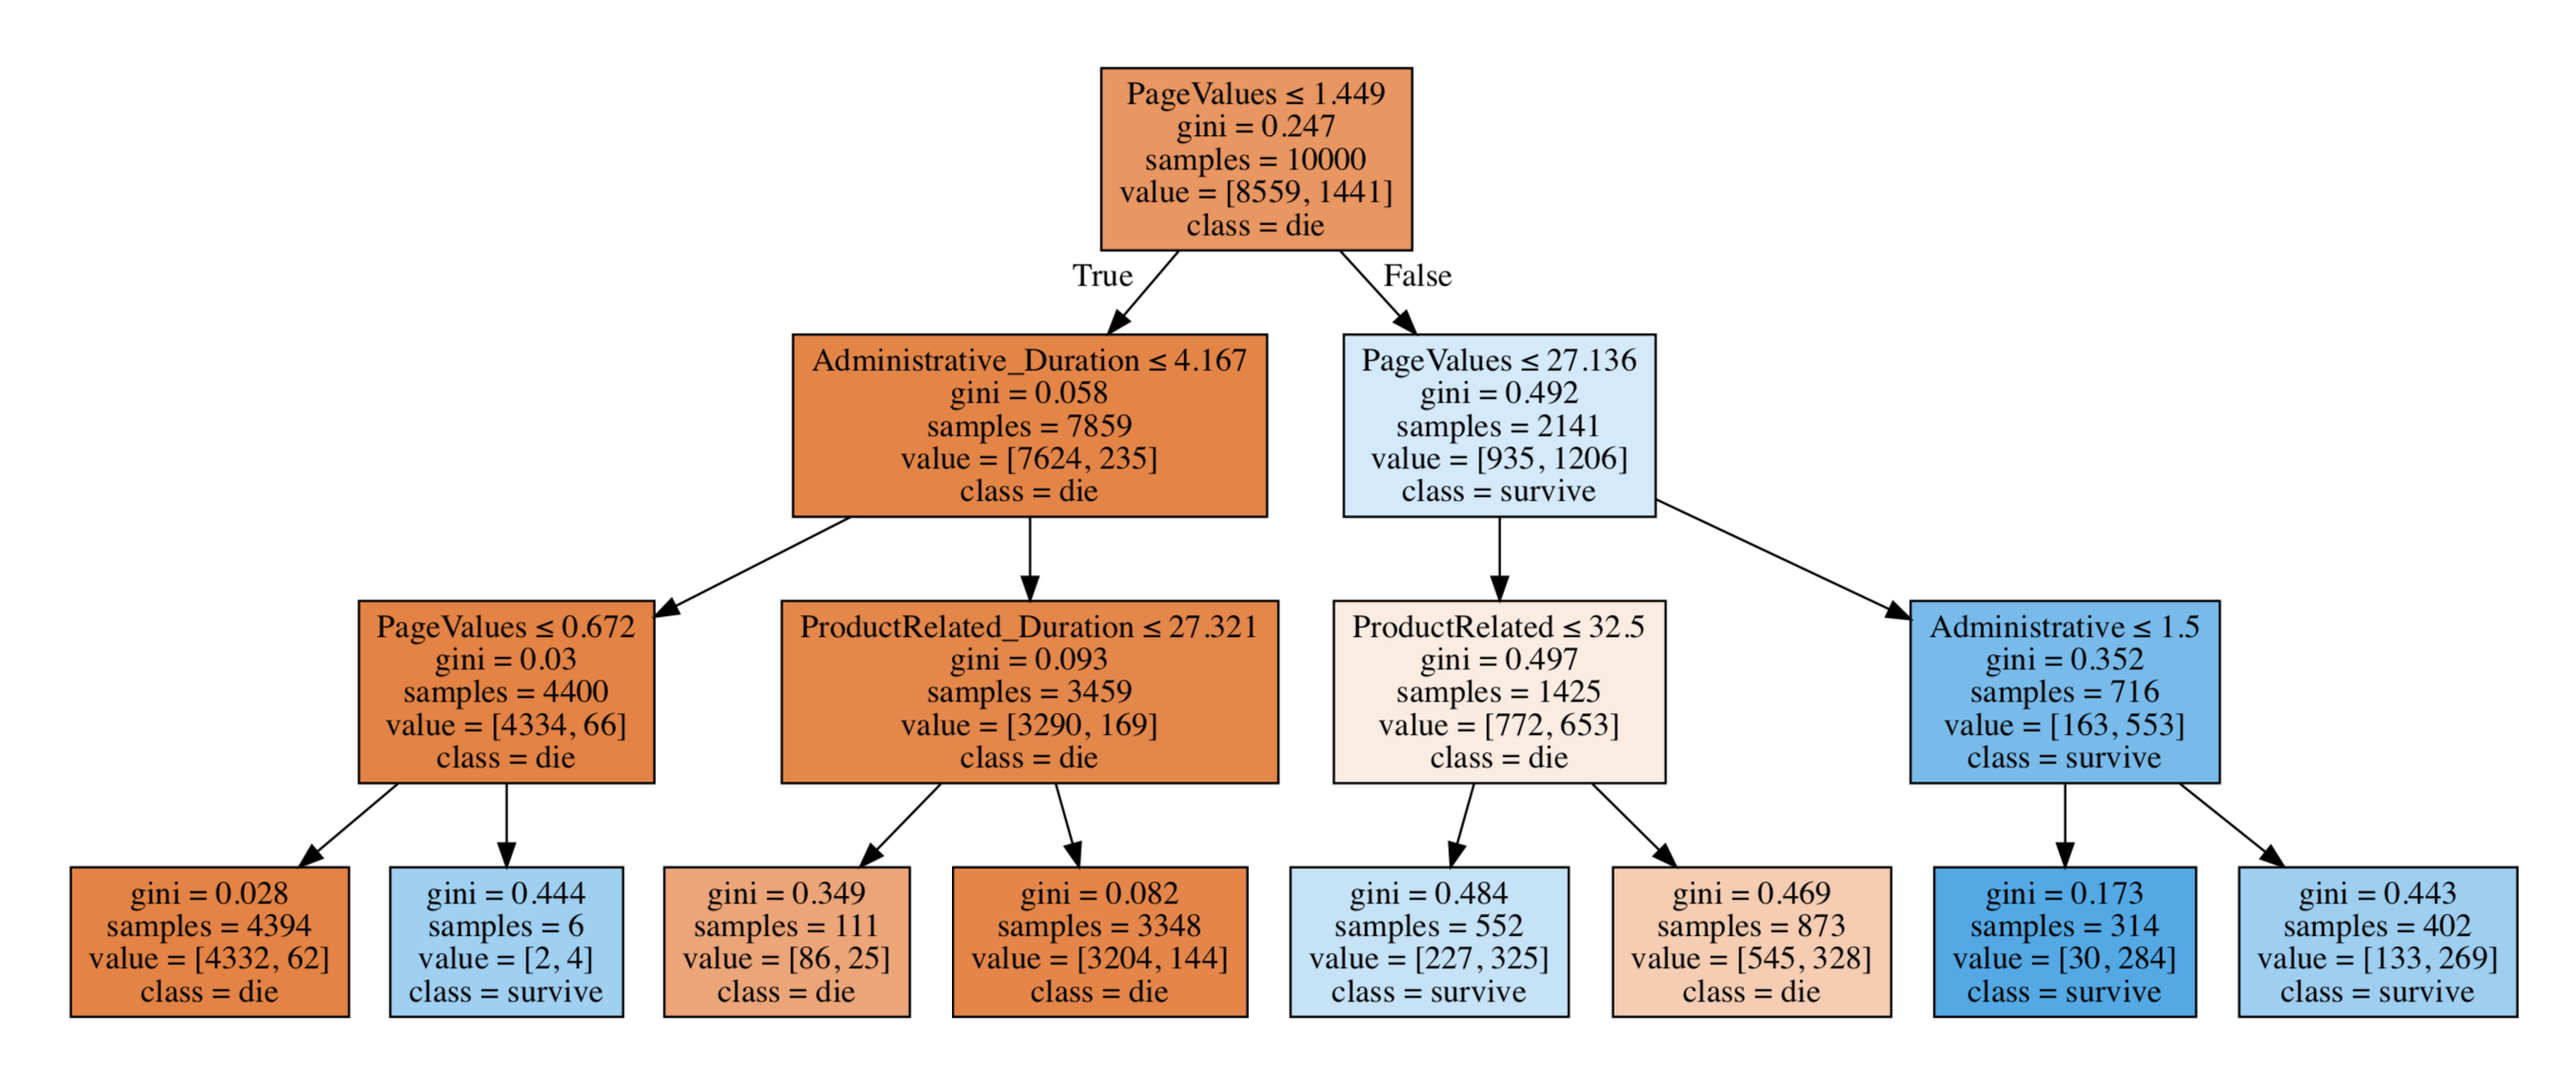 PageValues ≤ 1.449
gini = 0.247
samples = 10000
value = [8559, 1441]
class = die
True
False
Administrative_Duration ≤ 4.167
gini = 0.058
samples = 7859
value = [7624, 235]
class = die
PageValues ≤ 27.136
gini = 0.492
samples = 2141
value = [935, 1206]
class = survive
PageValues ≤ 0.672
gini = 0.03
samples = 4400
value = [4334, 66]
class = die
ProductRelated_Duration ≤ 27.321
gini = 0.093
samples = 3459
value = [3290, 169]
class = die
ProductRelated ≤ 32.5
gini = 0.497
samples = 1425
value = [772, 653]
class = die
Administrative ≤ 1.5
gini = 0.352
samples = 716
value = [163, 553]
class = survive
gini = 0.028
samples = 4394
value = [4332, 62]
class = die
gini = 0.444
samples = 6
value = [2, 4]
class = survive
gini = 0.349
samples = 111
value = [86, 25]
class = die
gini = 0.082
samples = 3348
value = [3204, 144]
class = die
gini = 0.484
samples = 552
value = [227, 325]
class = survive
gini = 0.469
samples = 873
value = [545, 328]
class = die
gini = 0.173
samples = 314
value = [30, 284]
class = survive
gini = 0.443
samples = 402
value = [133, 269]
class = survive